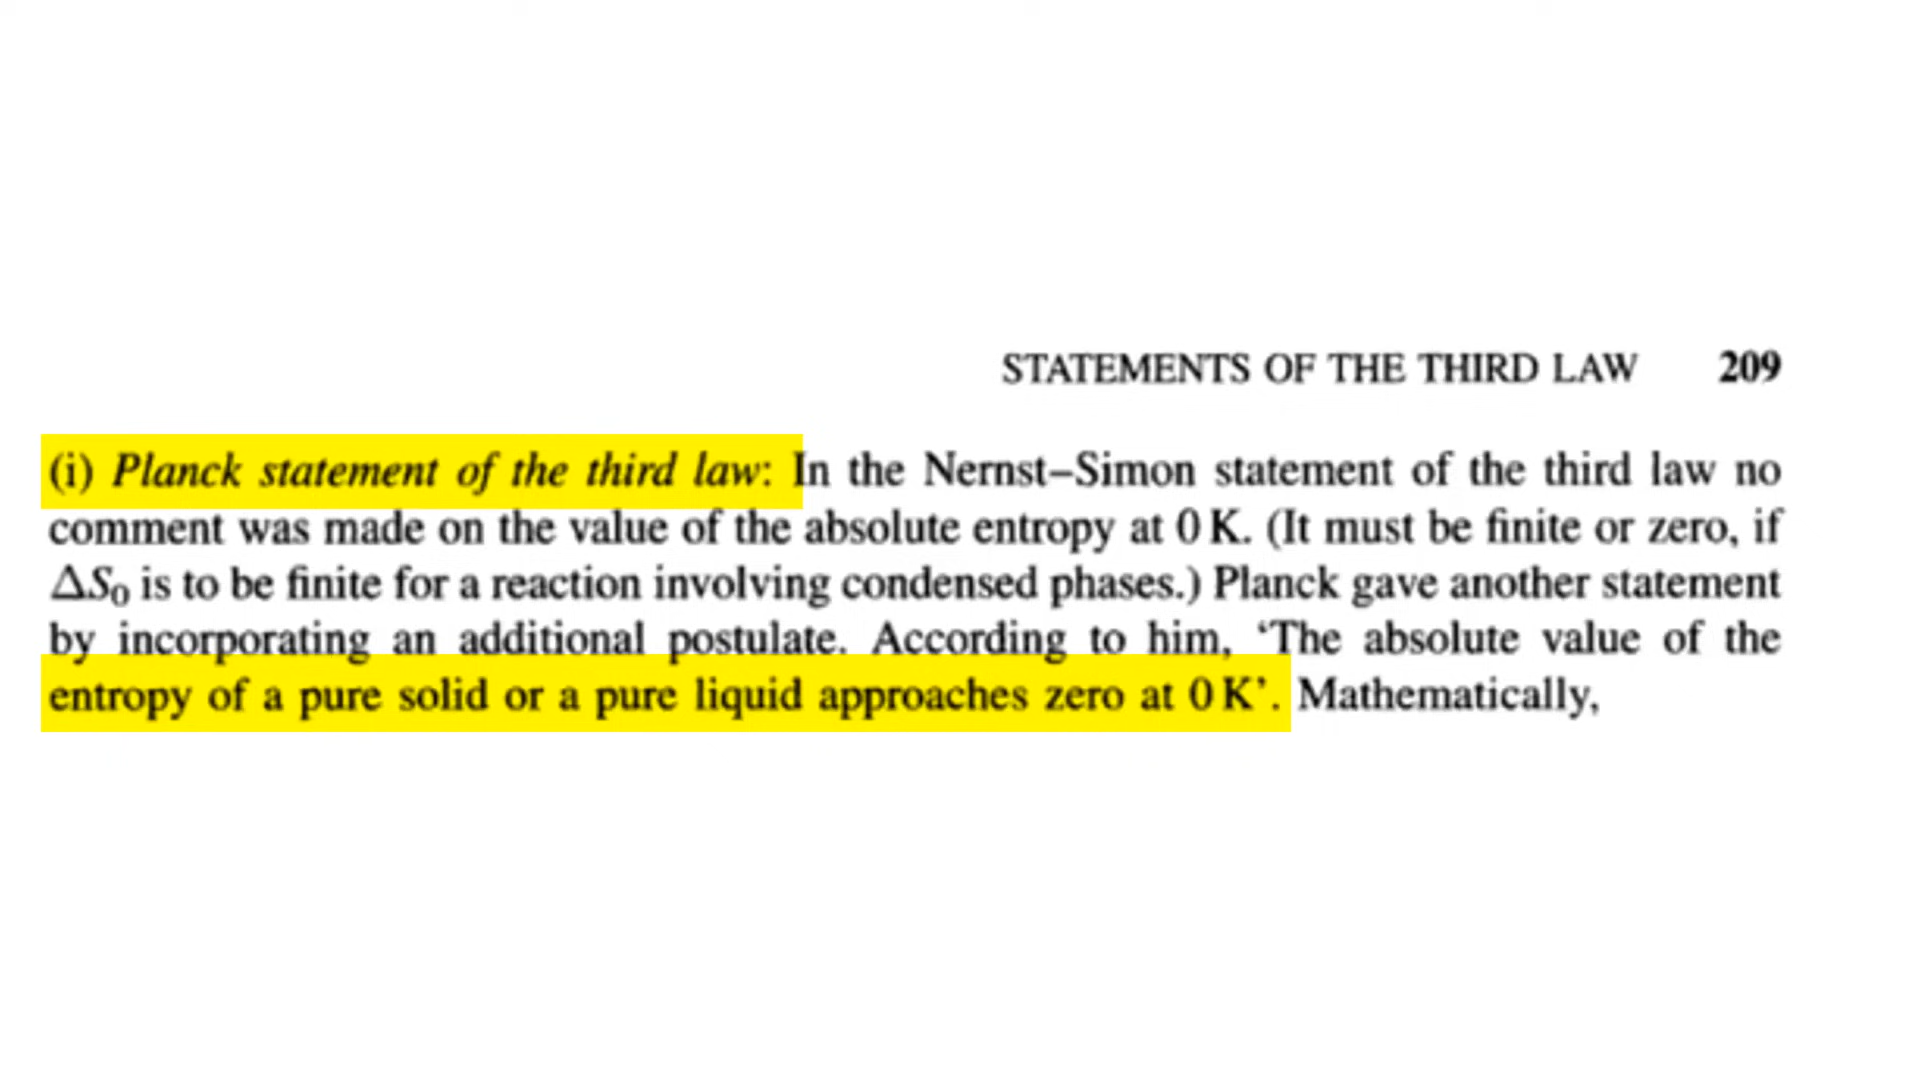 STATEMENTS OF THE THIRD LAW 209
(i) Planck statement of the third law: In the Nernst–Simon statement of the third law no
comment was made on the value of the absolute entropy at 0 K. (It must be finite or zero, if
ΔS₀ is to be finite for a reaction involving condensed phases.) Planck gave another statement
by incorporating an additional postulate. According to him, ‘The absolute value of the
entropy of a pure solid or a pure liquid approaches zero at 0 K’. Mathematically,